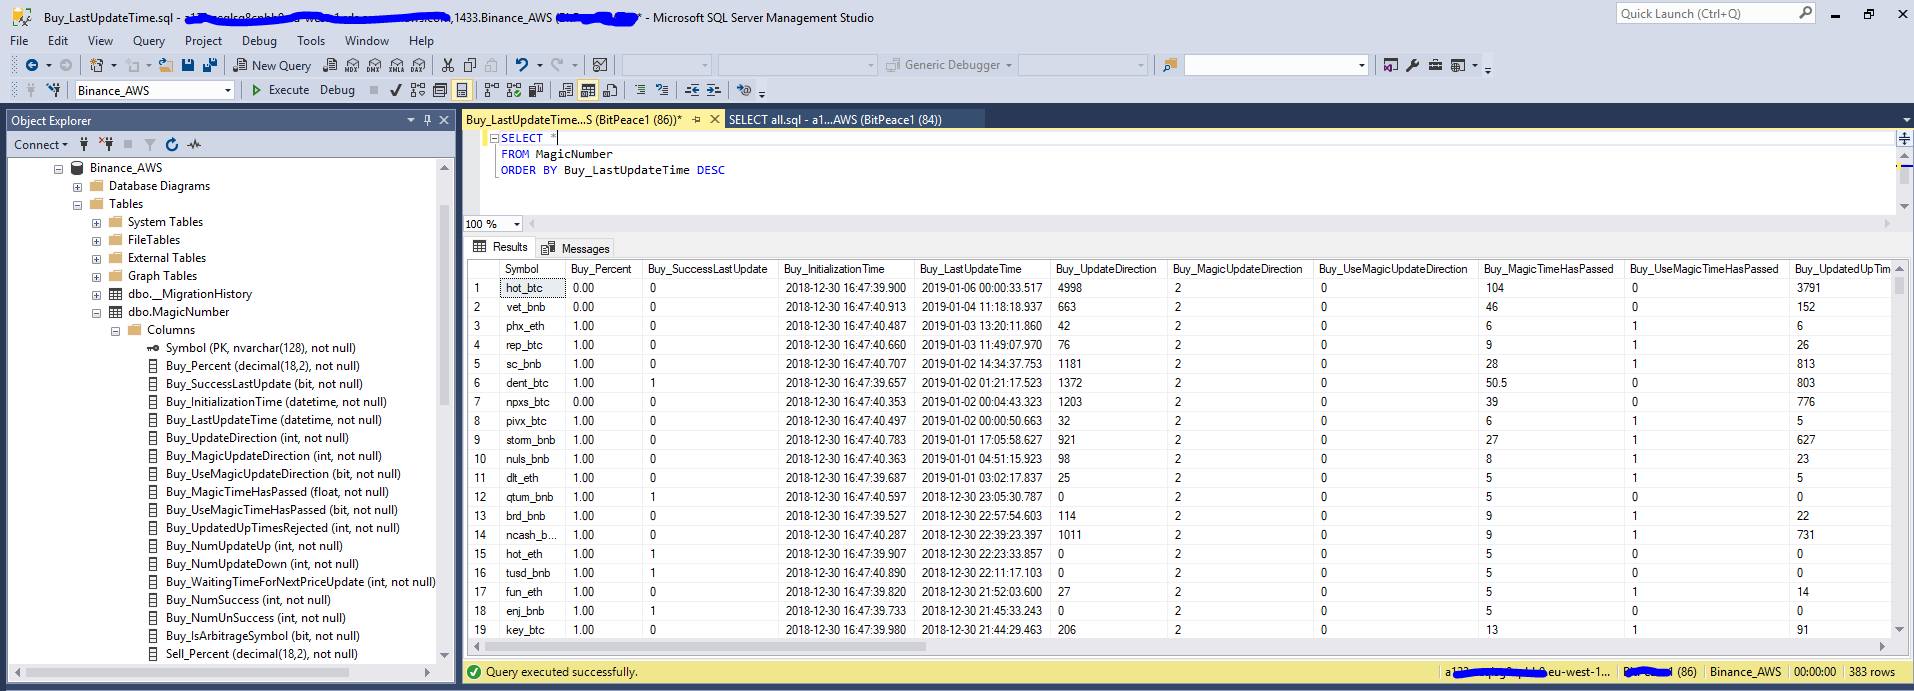 Buy_LastUpdateTime.sql - ,1433.Binance_AWS ( - Microsoft SQL Server Management Studio
Quick Launch (Ctrl+Q)
File Edit View Query Project Debug Tools Window Help
New Query MDX DMX XMLA DAX Generic Debugger
Binance_AWS Execute Debug
Object Explorer
Connect
Binance_AWS
Database Diagrams
Tables
System Tables
FileTables
External Tables
Graph Tables
dbo.__MigrationHistory
dbo.MagicNumber
Columns
Symbol (PK, nvarchar(128), not null)
Buy_Percent (decimal(18,2), not null)
Buy_SuccessLastUpdate (bit, not null)
Buy_InitializationTime (datetime, not null)
Buy_LastUpdateTime (datetime, not null)
Buy_UpdateDirection (int, not null)
Buy_MagicUpdateDirection (int, not null)
Buy_UseMagicUpdateDirection (bit, not null)
Buy_MagicTimeHasPassed (float, not null)
Buy_UseMagicTimeHasPassed (bit, not null)
Buy_UpdatedUpTimesRejected (int, not null)
Buy_NumUpdateUp (int, not null)
Buy_NumUpdateDown (int, not null)
Buy_WaitingTimeForNextPriceUpdate (int, not null)
Buy_NumSuccess (int, not null)
Buy_NumUnSuccess (int, not null)
Buy_IsArbitrageSymbol (bit, not null)
Sell_Percent (decimal(18,2), not null)
Buy_LastUpdateTime...S (BitPeace1 (86))* SELECT all.sql - a1...AWS (BitPeace1 (84))
SELECT *
FROM MagicNumber
ORDER BY Buy_LastUpdateTime DESC
100 %
Results Messages
Symbol Buy_Percent Buy_SuccessLastUpdate Buy_InitializationTime Buy_LastUpdateTime Buy_UpdateDirection Buy_MagicUpdateDirection Buy_UseMagicUpdateDirection Buy_MagicTimeHasPassed Buy_UseMagicTimeHasPassed Buy_UpdatedUpTim
1 hot_btc 0.00 0 2018-12-30 16:47:39.900 2019-01-06 00:00:33.517 4998 2 0 104 0 3791
2 vet_bnb 0.00 0 2018-12-30 16:47:40.913 2019-01-04 11:18:18.937 663 2 0 46 0 152
3 phx_eth 1.00 0 2018-12-30 16:47:40.487 2019-01-03 13:20:11.860 42 2 0 6 1 6
4 rep_btc 1.00 0 2018-12-30 16:47:40.660 2019-01-03 11:49:07.970 76 2 0 9 1 26
5 sc_bnb 1.00 0 2018-12-30 16:47:40.707 2019-01-02 14:34:37.753 1181 2 0 28 1 813
6 dent_btc 1.00 1 2018-12-30 16:47:39.657 2019-01-02 01:21:17.523 1372 2 0 50.5 0 803
7 npxs_btc 0.00 0 2018-12-30 16:47:40.353 2019-01-02 00:04:43.323 1203 2 0 39 0 776
8 pivx_btc 1.00 0 2018-12-30 16:47:40.497 2019-01-02 00:00:50.663 32 2 0 6 1 5
9 storm_bnb 1.00 0 2018-12-30 16:47:40.783 2019-01-01 17:05:58.627 921 2 0 27 1 627
10 nuls_bnb 1.00 0 2018-12-30 16:47:40.363 2019-01-01 04:51:15.923 98 2 0 8 1 23
11 dlt_eth 1.00 0 2018-12-30 16:47:39.687 2019-01-01 03:02:17.837 25 2 0 5 1 5
12 qtum_bnb 1.00 1 2018-12-30 16:47:40.597 2018-12-30 23:05:30.787 0 2 0 5 0 0
13 brd_bnb 1.00 0 2018-12-30 16:47:39.527 2018-12-30 22:57:54.603 114 2 0 9 1 22
14 ncash_b... 1.00 0 2018-12-30 16:47:40.287 2018-12-30 22:39:23.397 1011 2 0 9 1 731
15 hot_eth 1.00 1 2018-12-30 16:47:39.907 2018-12-30 22:23:33.857 0 2 0 5 0 0
16 tusd_bnb 1.00 1 2018-12-30 16:47:40.890 2018-12-30 22:11:17.103 0 2 0 5 0 0
17 fun_eth 1.00 0 2018-12-30 16:47:39.820 2018-12-30 21:52:03.600 27 2 0 5 1 14
18 enj_bnb 1.00 1 2018-12-30 16:47:39.733 2018-12-30 21:45:33.243 0 2 0 5 0 0
19 key_btc 1.00 0 2018-12-30 16:47:39.980 2018-12-30 21:44:29.463 206 2 0 13 1 91
Query executed successfully. .eu-west-1... (86) Binance_AWS 00:00:00 383 rows